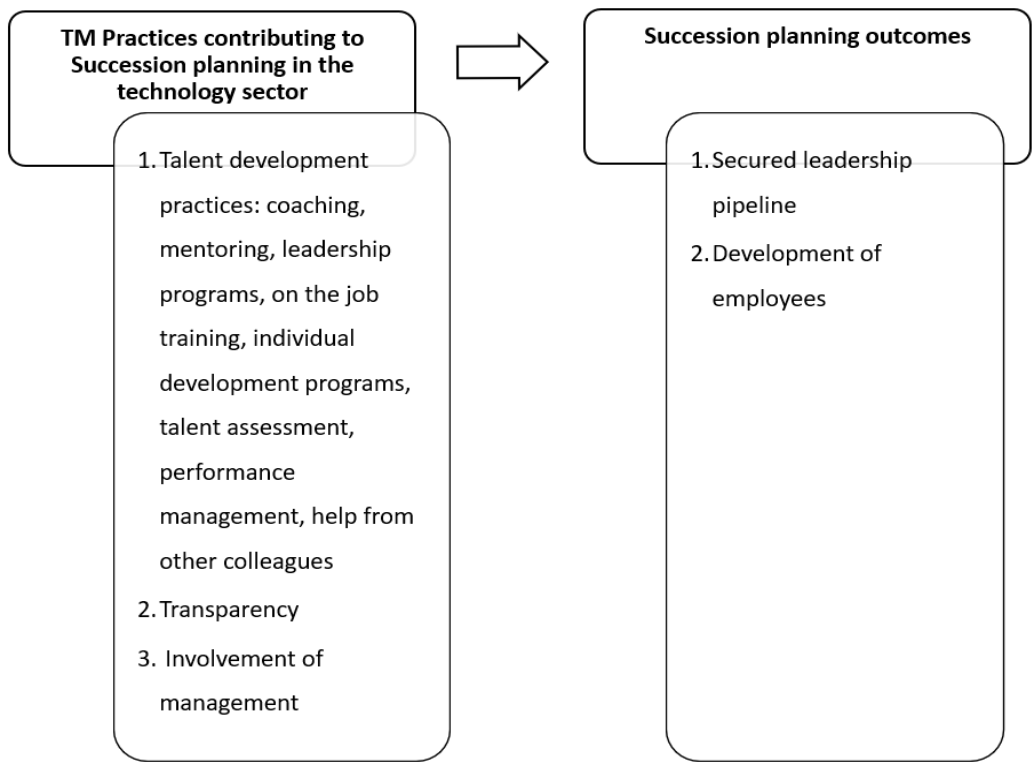 TM Practices contributing to
Succession planning in the
technology sector
1. Talent development
practices: coaching,
mentoring, leadership
programs, on the job
training, individual
development programs,
talent assessment,
performance
management, help from
other colleagues
2. Transparency
3. Involvement of
management
Succession planning outcomes
1. Secured leadership
pipeline
2. Development of
employees